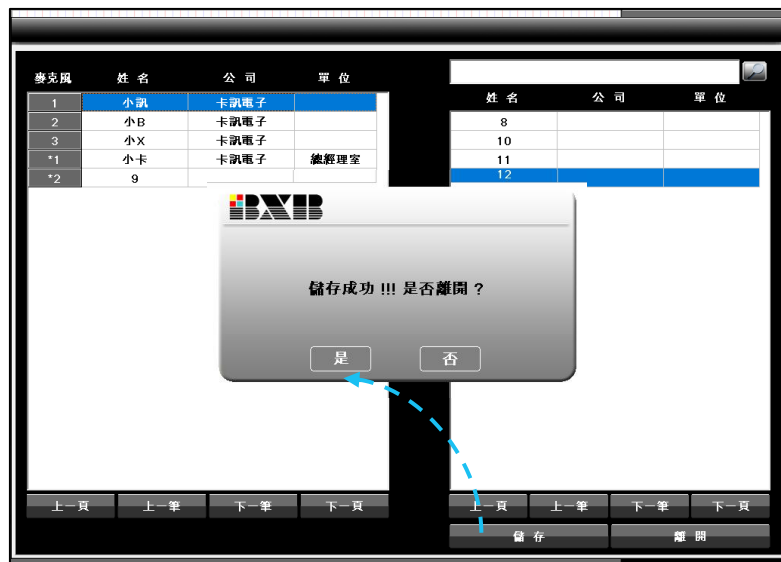 麥克風 姓 名 公 司 單 位
1 小訊 卡訊電子
2 小B 卡訊電子
3 小X 卡訊電子
*1 小卡 卡訊電子 總經理室
*2 9
姓 名 公 司 單 位
8
10
11
12
BXB
儲存成功 !!! 是否離開 ?
是 否
上一頁 上一筆 下一筆 下一頁
上一頁 上一筆 下一筆 下一頁
儲 存 離 開